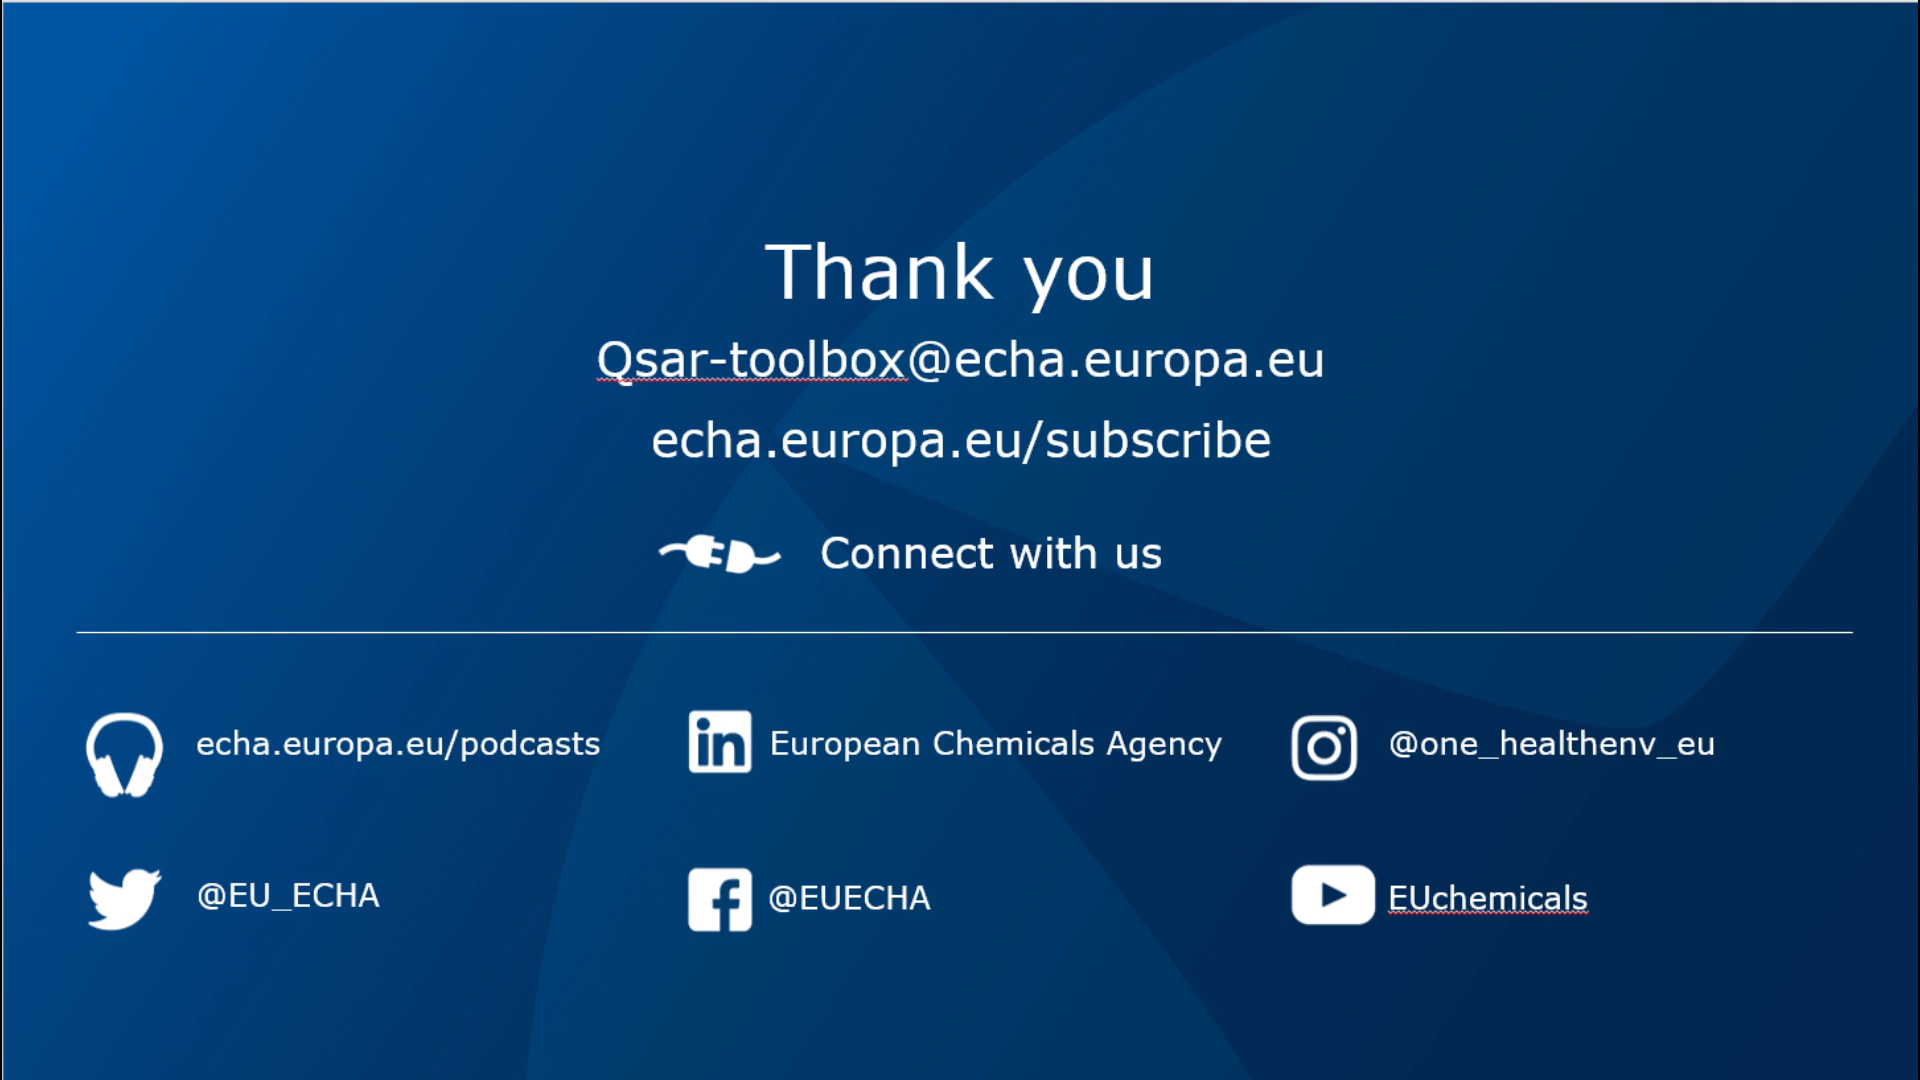 Thank you
Qsar-toolbox@echa.europa.eu
echa.europa.eu/subscribe
Connect with us
echa.europa.eu/podcasts
European Chemicals Agency
@one_healthenv_eu
@EU_ECHA
@EUECHA
EUchemicals